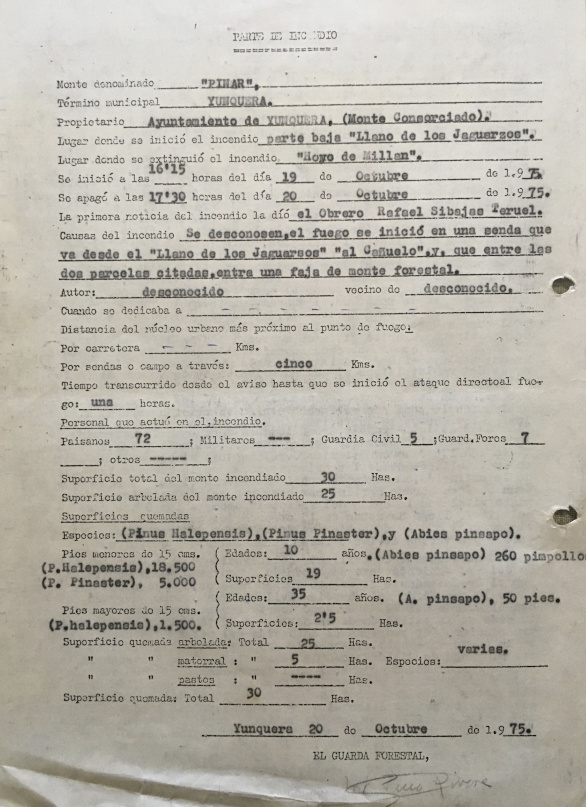 PARTE DE INCENDIO
Monte denominado "PINAR",
Término municipal YUNQUERA.
Propietario Ayuntamiento de YUNQUERA, (Monte Consorciado).
Lugar donde se inició el incendio parte baja "Llano de los Jaguarzos".
Lugar donde se extinguió el incendio "Hoyo de Millan".
Se inició a las 16'15 horas del día 19 de Octubre de 1.975.
Se apagó a las 17'30 horas del día 20 de Octubre de 1.975.
La primera noticia del incendio la dió el Obrero Rafael Sibajas Teruel.
Causas del incendio Se desconosen,el fuego se inició en una senda que
va desde el "Llano de los Jaguarsos" "al Cañuelo",y, que entre las
dos parcelas citadas,entra una faja de monte forestal.
Autor: desconocido vecino de desconocido.
Cuando se dedicaba a - - - - - - -
Distancia del núcleo urbano más próximo al punto de fuego:
Por carretera - - - Kms.
Por sendas o campo a través: cinco Kms.
Tiempo transcurrido desde el aviso hasta que se inició el ataque directoal fue-
go: una horas.
Personal que actuó en el.incendio.
Paisanos 72 ; Militares --- ; Guardia Civil 5 ;Guard.Fores 7
; otros ----- ;
Superficie total del monte incendiado 30 Has.
Superficie arbolada del monte incendiado 25 Has.
Superficies quemadas
Especies: (Pinus Halepensis),(Pinus Pinaster),y (Abies pinsapo).
Pies menores de 15 cms. ( Edades: 10 años.(Abies pinsapo) 260 pimpollo
(P.Halepensis),18.500
(P. Pinaster), 5.000 ( Superficies 19 Has.
( Edades: 35 años. (A. pinsapo), 50 pies.
Pies mayores de 15 cms.
(P.halepensis),1.500. ( Superficies: 2'5 Has.
Superficie quemada arbolada: Total 25 Has.
" " matorral : " 5 Has. Especies: varias.
" " pastos : " ---- Has.
Superficie quemada: Total 30 Has.
Yunquera 20 de Octubre de 1.975.
EL GUARDA FORESTAL,